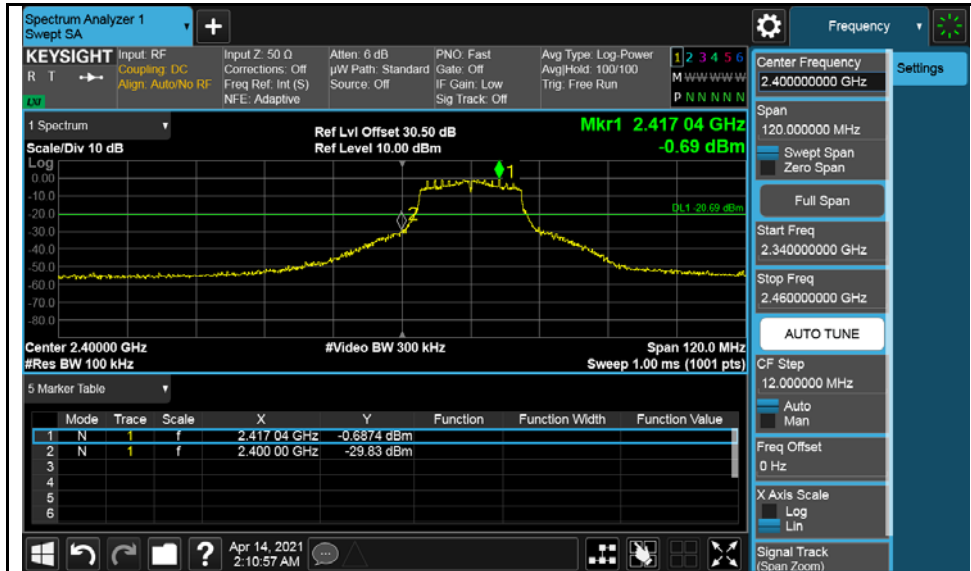 Spectrum Analyzer 1
Swept SA
+
Frequency
KEYSIGHT
R T
LXI
Input: RF
Coupling: DC
Align: Auto/No RF
Input Z: 50 Ω
Corrections: Off
Freq Ref: Int (S)
NFE: Adaptive
Atten: 6 dB
µW Path: Standard
Source: Off
PNO: Fast
Gate: Off
IF Gain: Low
Sig Track: Off
Avg Type: Log-Power
Avg|Hold: 100/100
Trig: Free Run
1 2 3 4 5 6
M W W W W W
P N N N N N
Center Frequency
2.400000000 GHz
Settings
Span
120.000000 MHz
Swept Span
Zero Span
Full Span
Start Freq
2.340000000 GHz
Stop Freq
2.460000000 GHz
AUTO TUNE
CF Step
12.000000 MHz
Auto
Man
Freq Offset
0 Hz
X Axis Scale
Log
Lin
Signal Track
(Span Zoom)
1 Spectrum
Scale/Div 10 dB
Log
Ref Lvl Offset 30.50 dB
Ref Level 10.00 dBm
Mkr1 2.417 04 GHz
-0.69 dBm
0.00
-10.0
-20.0
-30.0
-40.0
-50.0
-60.0
-70.0
-80.0
1
2
DL1 -20.69 dBm
Center 2.40000 GHz
#Video BW 300 kHz
Span 120.0 MHz
#Res BW 100 kHz
Sweep 1.00 ms (1001 pts)
5 Marker Table
Mode Trace Scale X Y Function Function Width Function Value
1 N 1 f 2.417 04 GHz -0.6874 dBm
2 N 1 f 2.400 00 GHz -29.83 dBm
3
4
5
6
?
Apr 14, 2021
2:10:57 AM